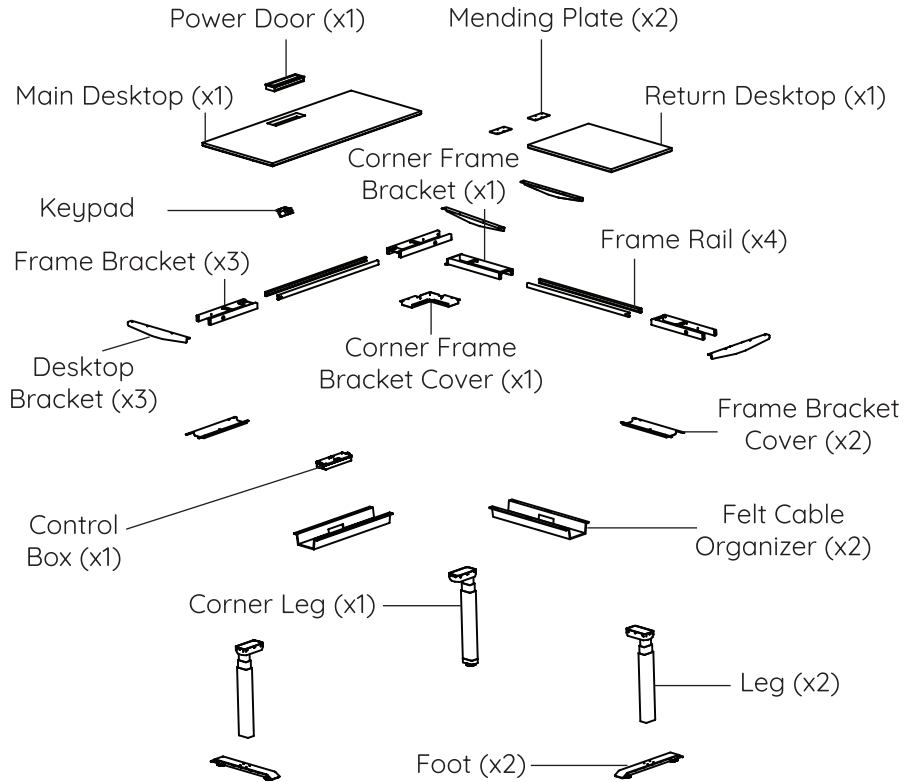 Power Door (x1)
Mending Plate (x2)
Main Desktop (x1)
Return Desktop (x1)
Corner Frame
Bracket (x1)
Keypad
Frame Rail (x4)
Frame Bracket (x3)
Corner Frame
Bracket Cover (x1)
Desktop
Bracket (x3)
Frame Bracket
Cover (x2)
Control
Box (x1)
Felt Cable
Organizer (x2)
Corner Leg (x1)
Leg (x2)
Foot (x2)